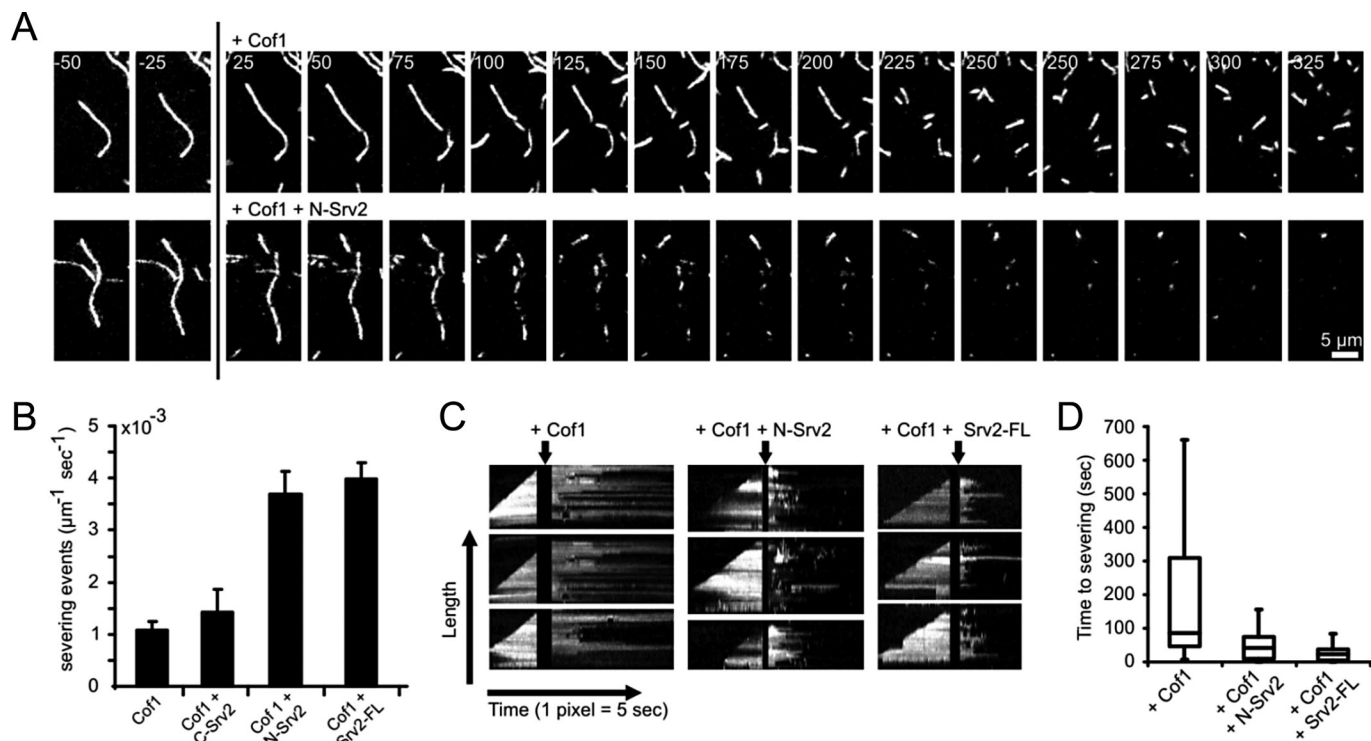 A
+ Cof1
-50 -25 25 50 75 100 125 150 175 200 225 250 250 275 300 325
+ Cof1 + N-Srv2
5 µm
B
x10⁻³
severing events (µm⁻¹ sec⁻¹)
5
4
3
2
1
0
Cof1
Cof1 +
C-Srv2
Cof 1 +
N-Srv2
Cof1 +
Srv2-FL
C
+ Cof1
+ Cof1 + N-Srv2
+ Cof1 + Srv2-FL
Length
Time (1 pixel = 5 sec)
D
Time to severing (sec)
700
600
500
400
300
200
100
0
+ Cof1
+ Cof1
+ N-Srv2
+ Cof1
+ Srv2-FL